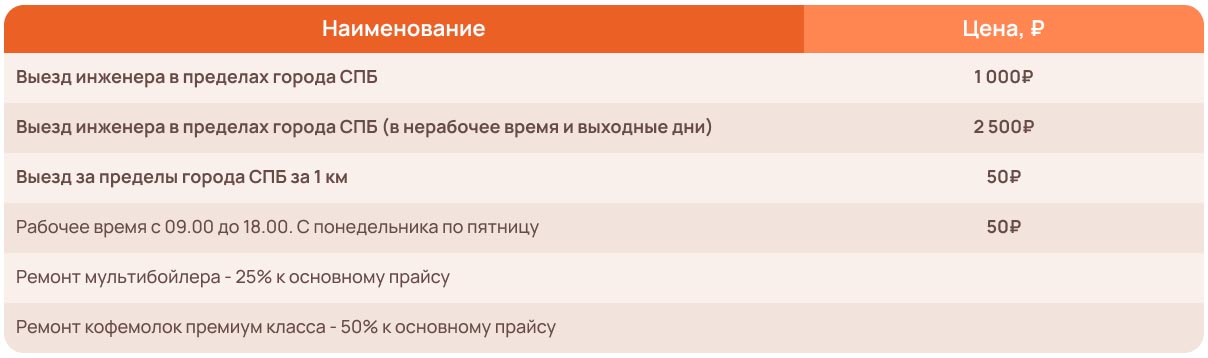 Наименование Цена, ₽
Выезд инженера в пределах города СПБ 1 000₽
Выезд инженера в пределах города СПБ (в нерабочее время и выходные дни) 2 500₽
Выезд за пределы города СПБ за 1 км 50₽
Рабочее время с 09.00 до 18.00. С понедельника по пятницу 50₽
Ремонт мультибойлера - 25% к основному прайсу
Ремонт кофемолок премиум класса - 50% к основному прайсу